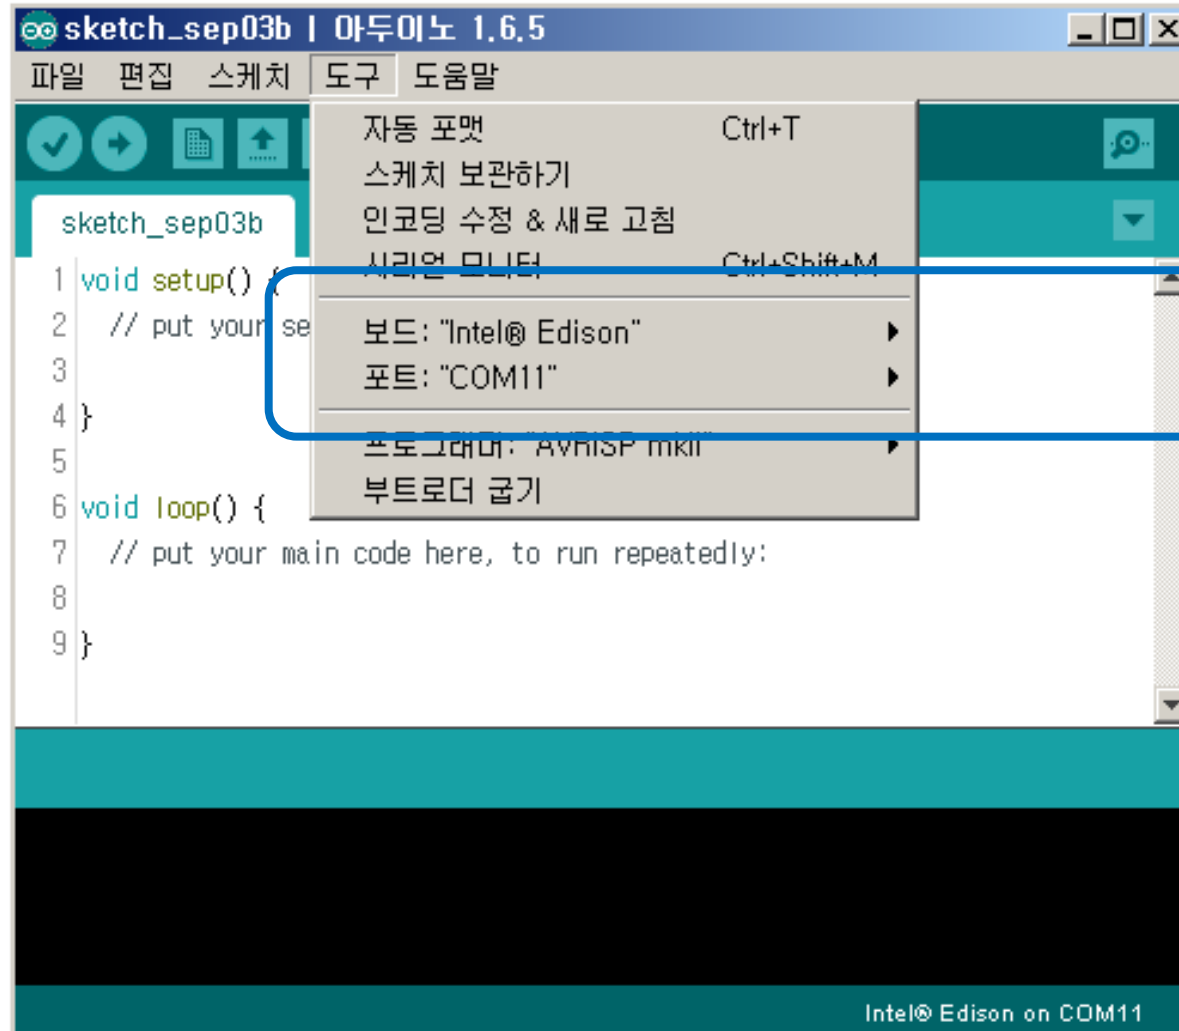 sketch_sep03b | 아두이노 1.6.5
파일 편집 스케치 도구 도움말
자동 포맷 Ctrl+T
스케치 보관하기
인코딩 수정 & 새로 고침
시리얼 모니터 Ctrl+Shift+M
보드: "Intel® Edison"
포트: "COM11"
프로그래머: "AVRISP mkII"
부트로더 굽기
sketch_sep03b
1 void setup() {
2 // put your se
3
4 }
5
6 void loop() {
7 // put your main code here, to run repeatedly:
8
9 }
Intel® Edison on COM11